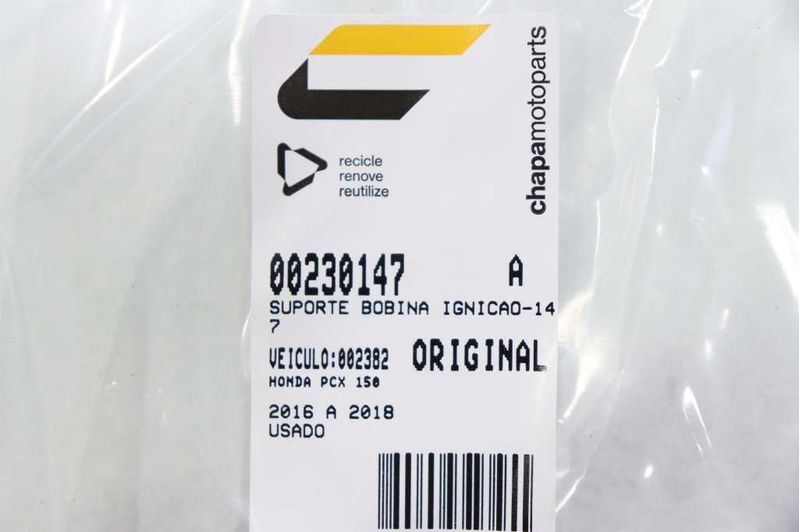 chapamotoparts
recicle
renove
reutilize
00230147 A
SUPORTE BOBINA IGNICAO-14
7
VEICULO:002382 ORIGINAL
HONDA PCX 150
2016 A 2018
USADO